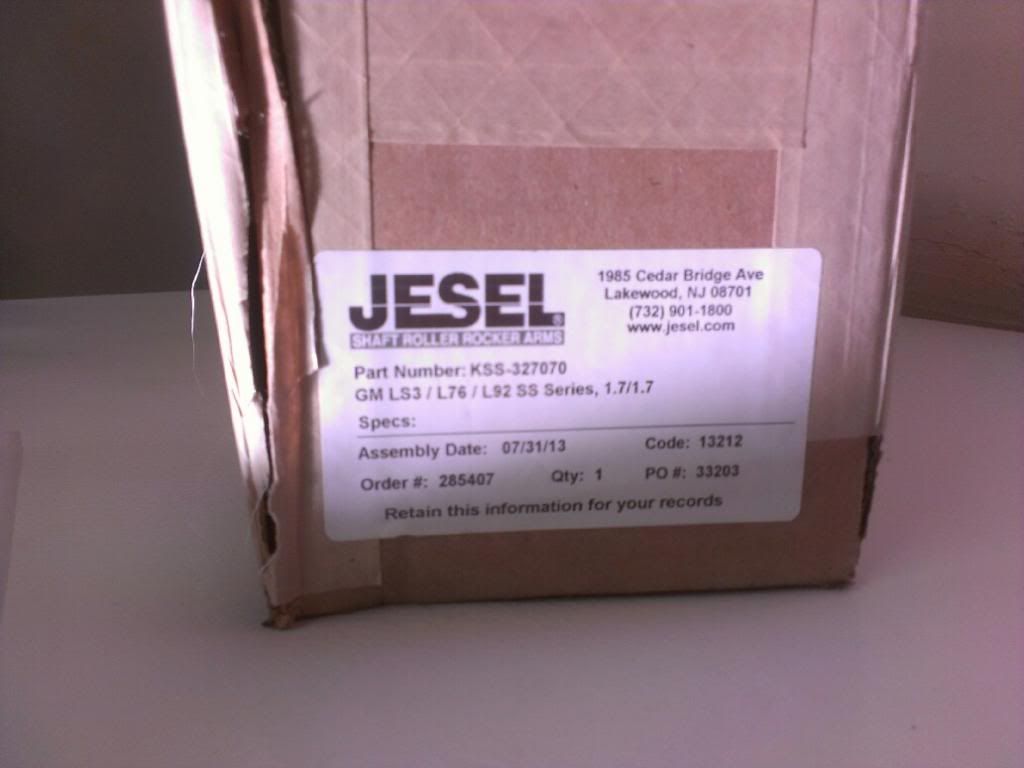 JESEL®
SHAFT ROLLER ROCKER ARMS
1985 Cedar Bridge Ave
Lakewood, NJ 08701
(732) 901-1800
www.jesel.com
Part Number: KSS-327070
GM LS3 / L76 / L92 SS Series, 1.7/1.7
Specs:
Assembly Date: 07/31/13 Code: 13212
Order #: 285407 Qty: 1 PO #: 33203
Retain this information for your records